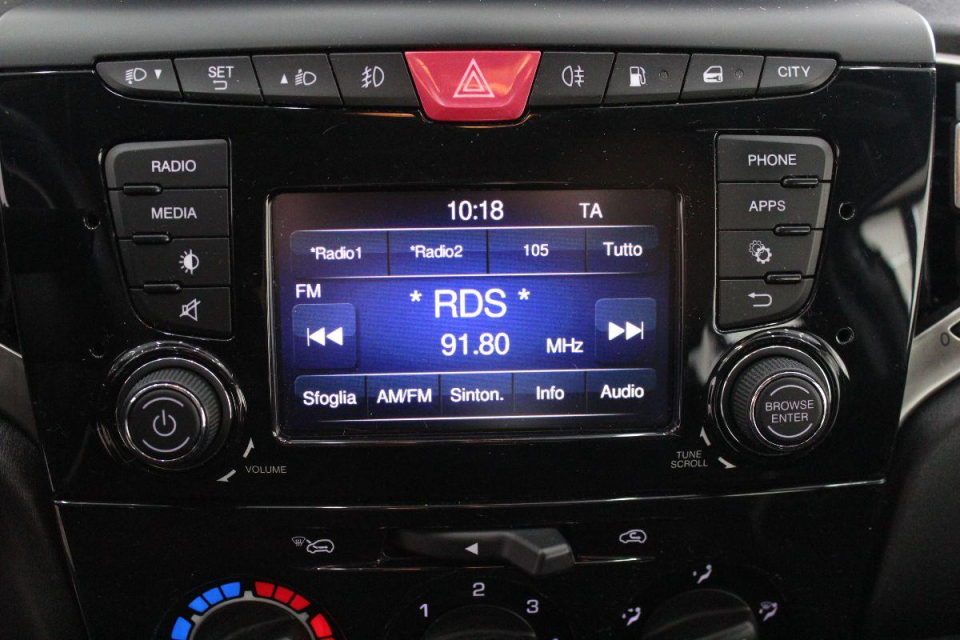 SET
CITY
RADIO
MEDIA
PHONE
APPS
10:18 TA
*Radio1 *Radio2 105 Tutto
FM
* RDS *
91.80 MHz
Sfoglia AM/FM Sinton. Info Audio
VOLUME
BROWSE
ENTER
TUNE
SCROLL
0
1 2 3